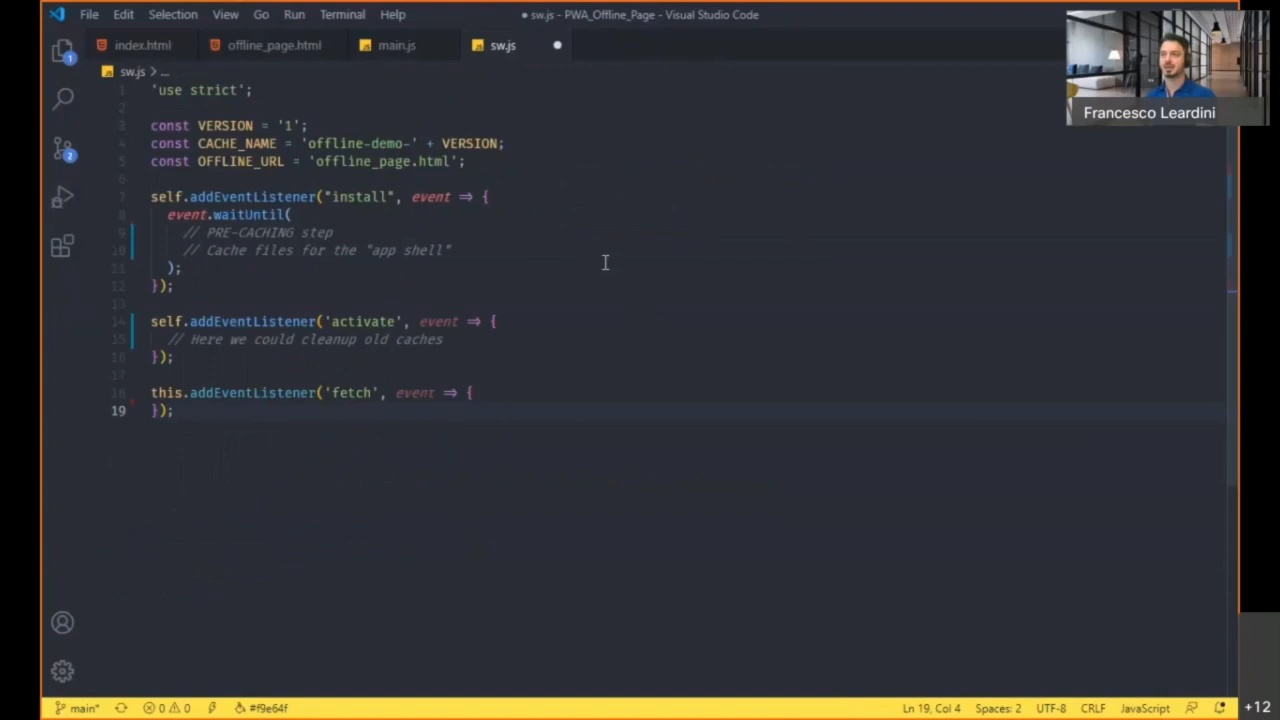 File Edit Selection View Go Run Terminal Help
● sw.js - PWA_Offline_Page - Visual Studio Code
index.html offline_page.html main.js sw.js
sw.js > ...
1 'use strict';
2
3 const VERSION = '1';
4 const CACHE_NAME = 'offline-demo-' + VERSION;
5 const OFFLINE_URL = 'offline_page.html';
6
7 self.addEventListener("install", event => {
8 event.waitUntil(
9 // PRE-CACHING step
10 // Cache files for the "app shell"
11 );
12 });
13
14 self.addEventListener('activate', event => {
15 // Here we could cleanup old caches
16 });
17
18 this.addEventListener('fetch', event => {
19 });
1
2
Francesco Leardini
main* 0 0 #f9e64f Ln 19, Col 4 Spaces: 2 UTF-8 CRLF JavaScript
+12